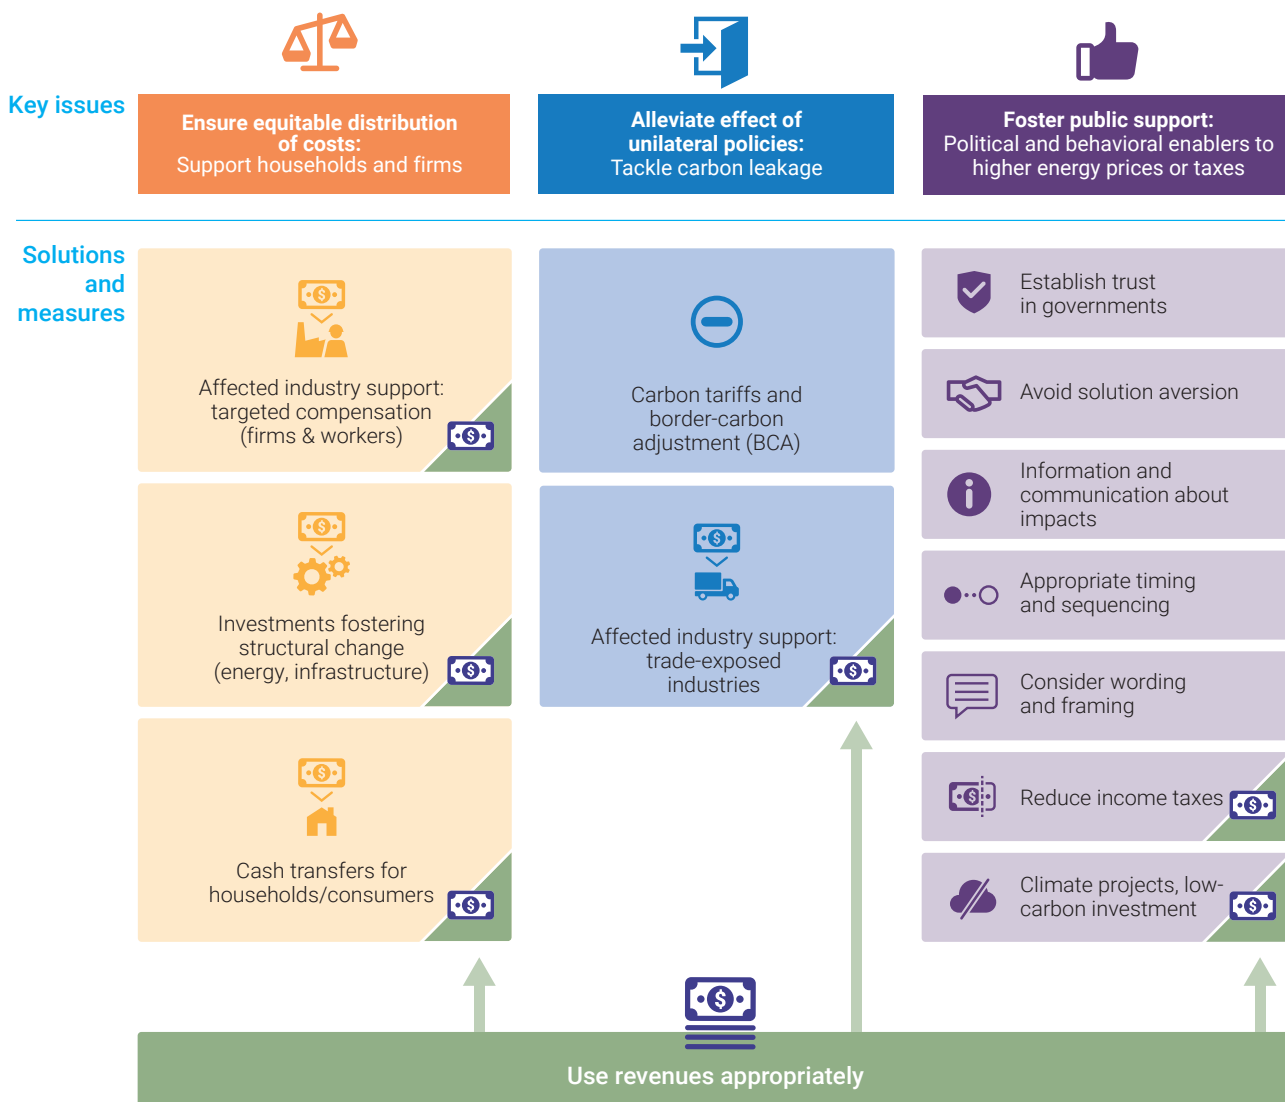 Key issues
Ensure equitable distribution
of costs:
Support households and firms
Alleviate effect of
unilateral policies:
Tackle carbon leakage
Foster public support:
Political and behavioral enablers to
higher energy prices or taxes
Solutions
and
measures
Affected industry support:
targeted compensation
(firms & workers)
Investments fostering
structural change
(energy, infrastructure)
Cash transfers for
households/consumers
Carbon tariffs and
border-carbon
adjustment (BCA)
Affected industry support:
trade-exposed
industries
Establish trust
in governments
Avoid solution aversion
Information and
communication about
impacts
Appropriate timing
and sequencing
Consider wording
and framing
Reduce income taxes
Climate projects, low-
carbon investment
Use revenues appropriately